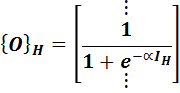 ⋮
{O}_H = [ 1 / (1 + e^{-∝I_H}) ]
⋮